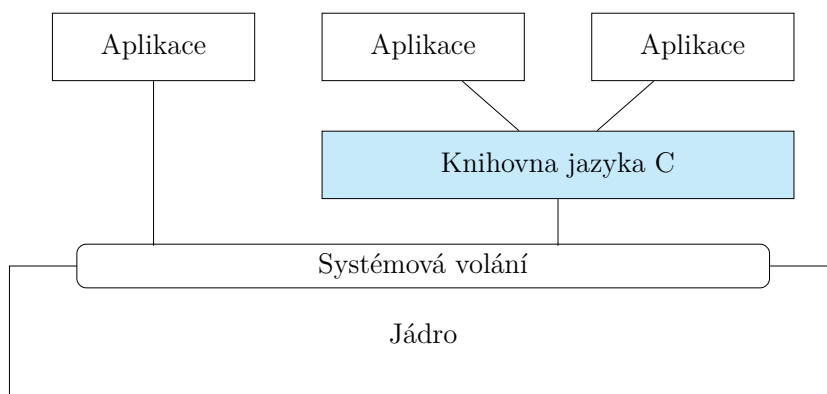 Aplikace
Aplikace
Aplikace
Knihovna jazyka C
Systémová volání
Jádro